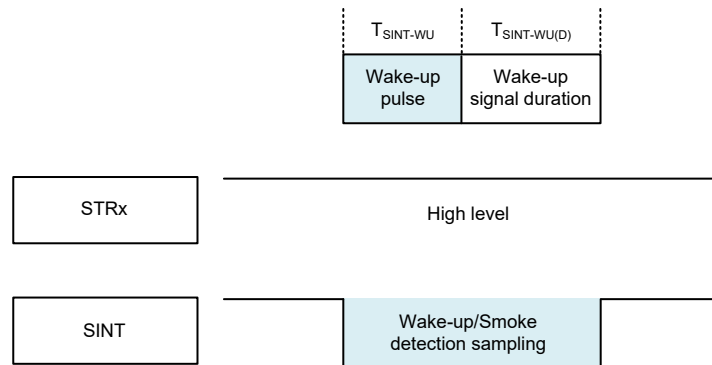 TSINT-WU TSINT-WU(D)
Wake-up pulse Wake-up signal duration
STRx High level
SINT Wake-up/Smoke
detection sampling